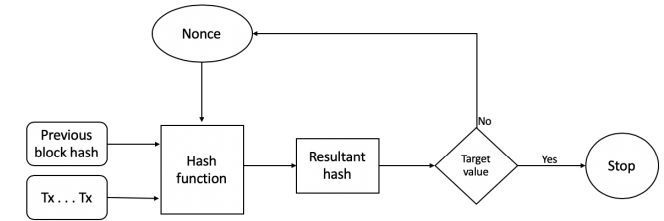 Nonce
No
Previous
block hash
Hash
function
Resultant
hash
Target
value
Yes
Stop
Tx . . . Tx